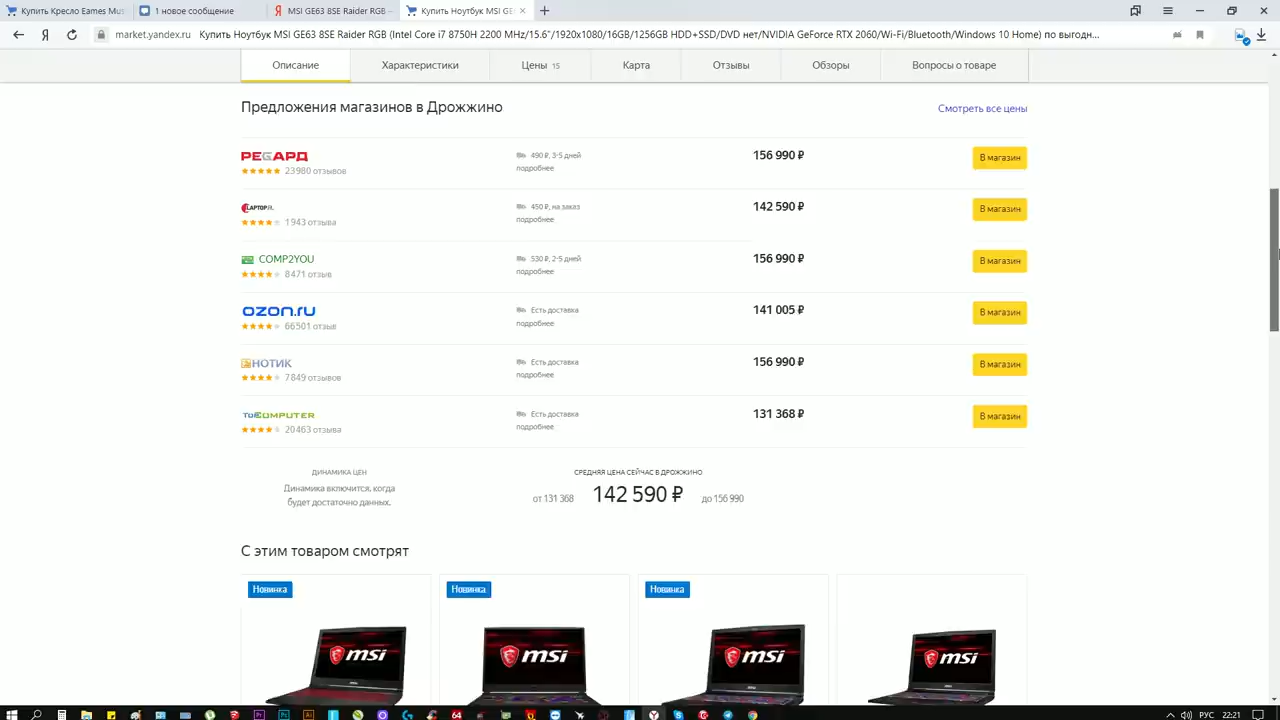 Купить Кресло Eames Mus
1 новое сообщение
MSI GE63 8SE Raider RGB –
Купить Ноутбук MSI GE
market.yandex.ru Купить Ноутбук MSI GE63 8SE Raider RGB (Intel Core i7 8750H 2200 MHz/15.6"/1920x1080/16GB/1256GB HDD+SSD/DVD нет/NVIDIA GeForce RTX 2060/Wi-Fi/Bluetooth/Windows 10 Home) по выгодн...
Описание Характеристики Цены 15 Карта Отзывы Обзоры Вопросы о товаре
Предложения магазинов в Дрожжино
Смотреть все цены
РЕGАРД
490 ₽, 3-5 дней
156 990 ₽
В магазин
23980 отзывов
подробнее
LAPTOP.RU
450 ₽, на заказ
142 590 ₽
В магазин
1943 отзыва
подробнее
COMP2YOU
530 ₽, 2-5 дней
156 990 ₽
В магазин
8471 отзыв
подробнее
OZON.RU
Есть доставка
141 005 ₽
В магазин
66501 отзыв
подробнее
НОТИК
Есть доставка
156 990 ₽
В магазин
7849 отзывов
подробнее
TopComputer
Есть доставка
131 368 ₽
В магазин
20463 отзыва
подробнее
ДИНАМИКА ЦЕН
Динамика включится, когда
будет достаточно данных.
СРЕДНЯЯ ЦЕНА СЕЙЧАС В ДРОЖЖИНО
от 131 368 142 590 ₽ до 156 990
С этим товаром смотрят
Новинка
Новинка
Новинка
msi
msi
msi
msi
64
РУС 22:21